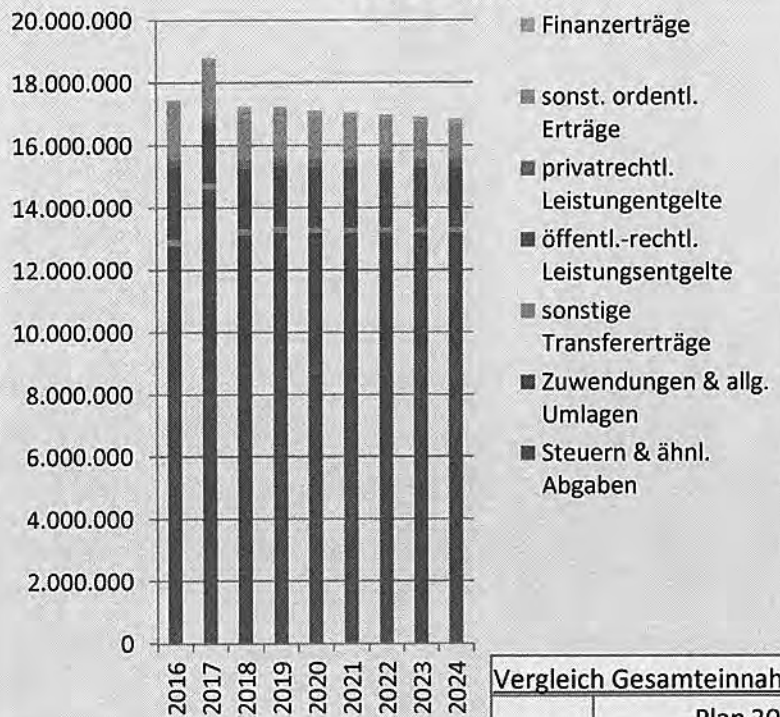 20.000.000
18.000.000
16.000.000
14.000.000
12.000.000
10.000.000
8.000.000
6.000.000
4.000.000
2.000.000
0
2016
2017
2018
2019
2020
2021
2022
2023
2024
Finanzerträge
sonst. ordentl.
Erträge
privatrechtl.
Leistungentgelte
öffentl.-rechtl.
Leistungsentgelte
sonstige
Transfererträge
Zuwendungen & allg.
Umlagen
Steuern & ähnl.
Abgaben
Vergleich Gesamteinnah
Plan 20